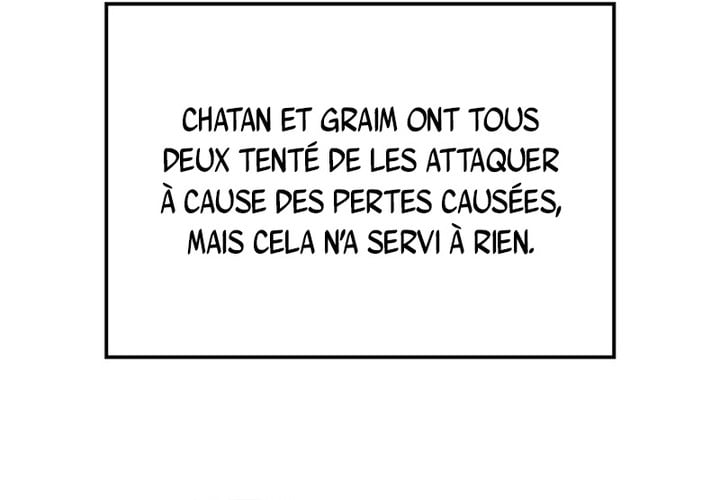 CHATAN ET GRAIM ONT TOUS
DEUX TENTÉ DE LES ATTAQUER
À CAUSE DES PERTES CAUSÉES,
MAIS CELA N'A SERVI À RIEN.